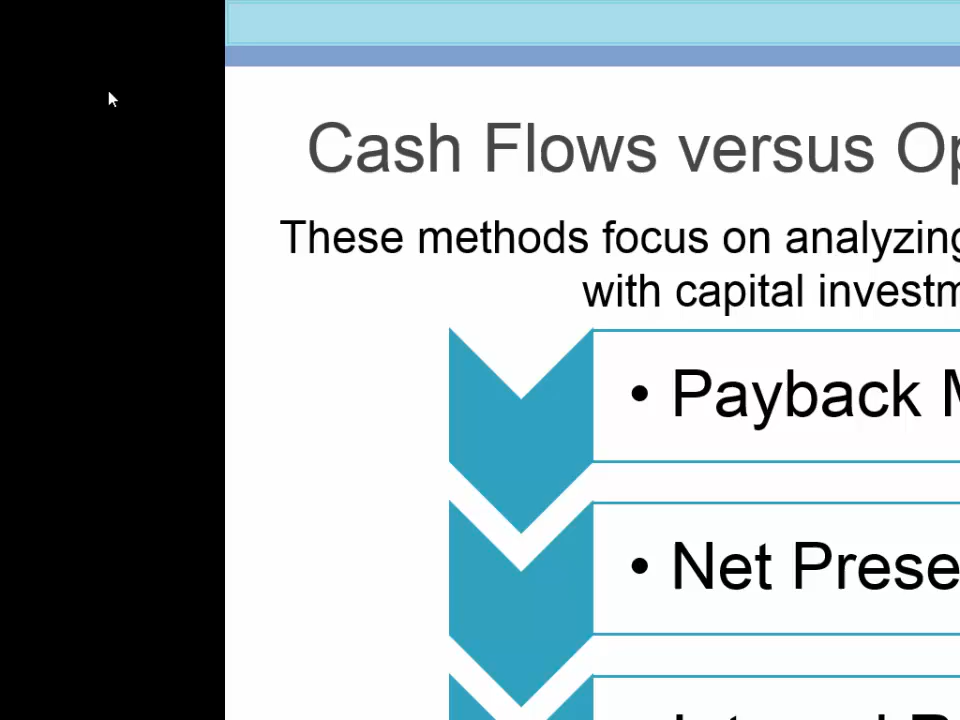 Cash Flows versus Op
These methods focus on analyzing
with capital investm
• Payback M
• Net Prese